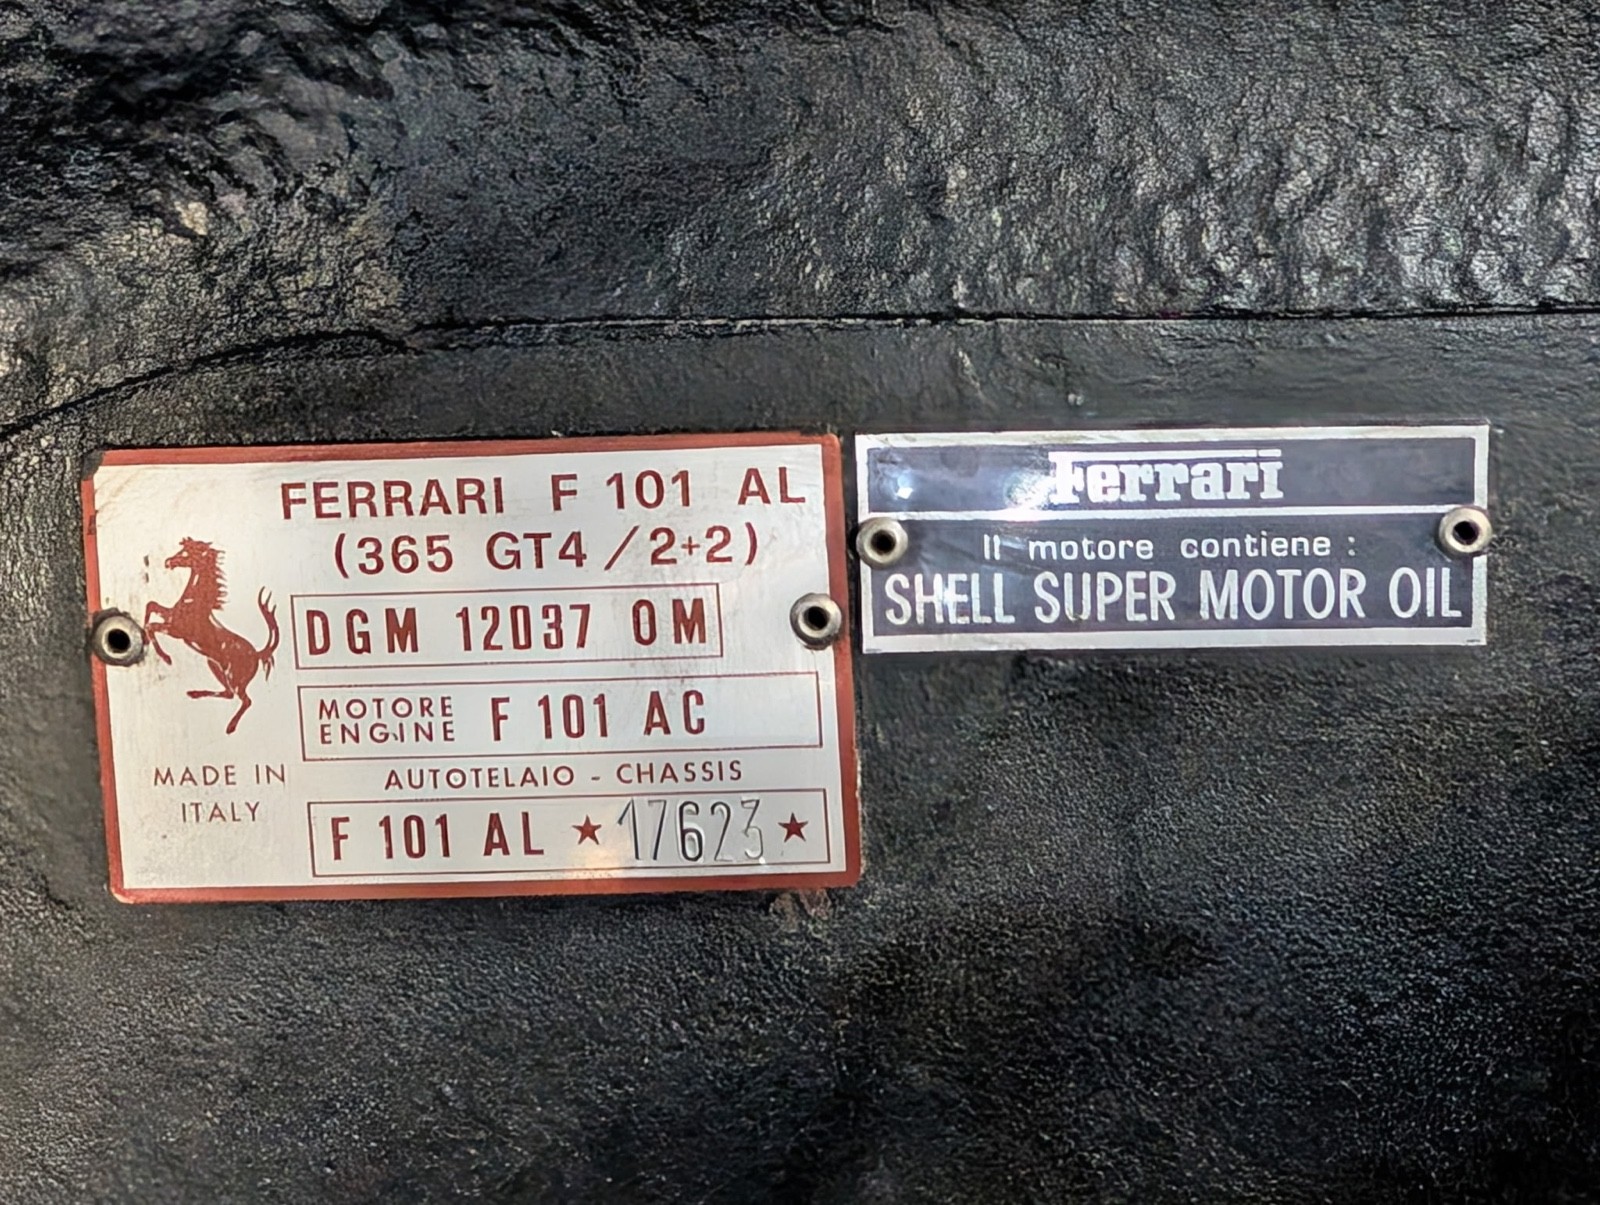 FERRARI F 101 AL
(365 GT4/2+2)
DGM 12037 OM
MOTORE
ENGINE
F 101 AC
MADE IN
ITALY
AUTOTELAIO - CHASSIS
F 101 AL ★ 17623 ★
Ferrari
Il motore contiene :
SHELL SUPER MOTOR OIL